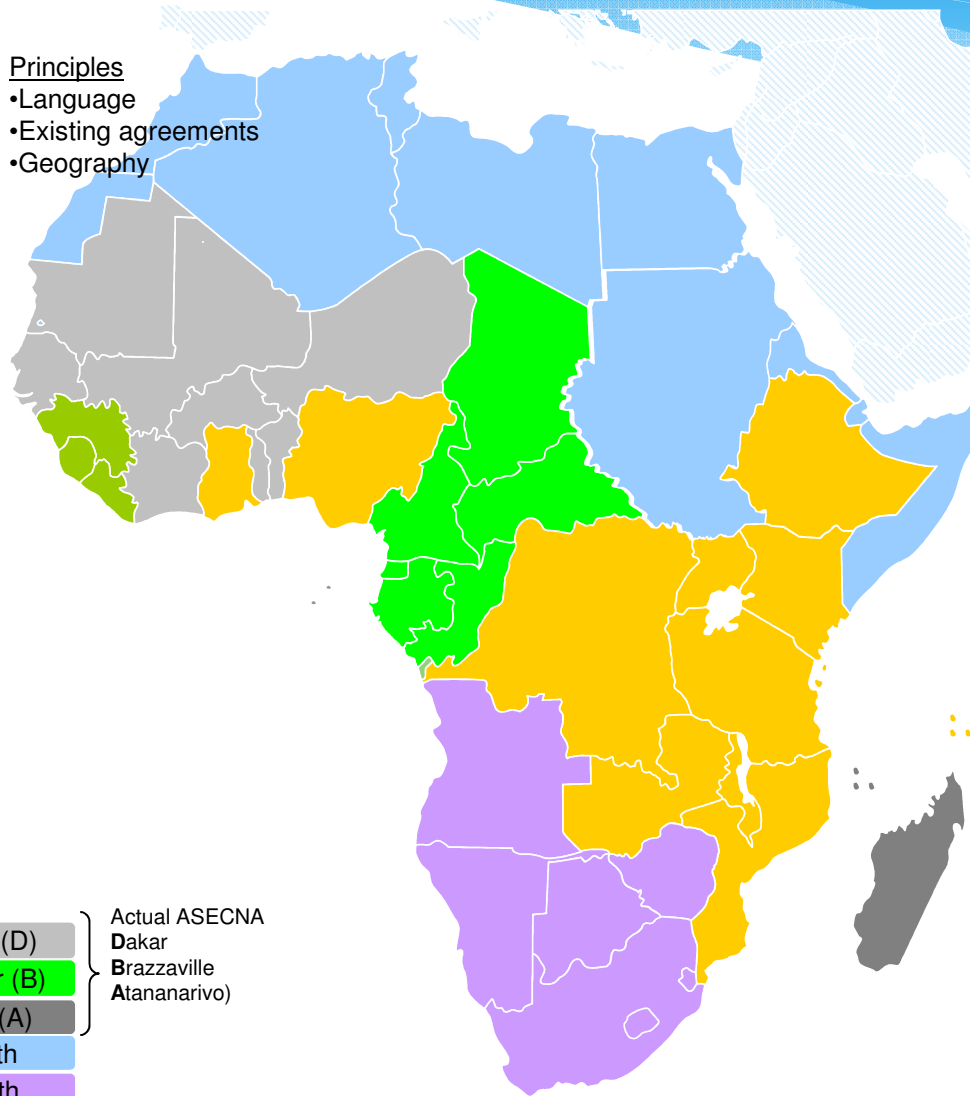 Principles
•Language
•Existing agreements
•Geography
(D)
(B)
(A)
Actual ASECNA
Dakar
Brazzaville
Atananarivo)